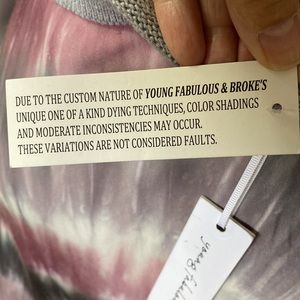 DUE TO THE CUSTOM NATURE OF YOUNG FABULOUS & BROKE'S
UNIQUE ONE OF A KIND DYING TECHNIQUES, COLOR SHADINGS
AND MODERATE INCONSISTENCIES MAY OCCUR.
THESE VARIATIONS ARE NOT CONSIDERED FAULTS.
young